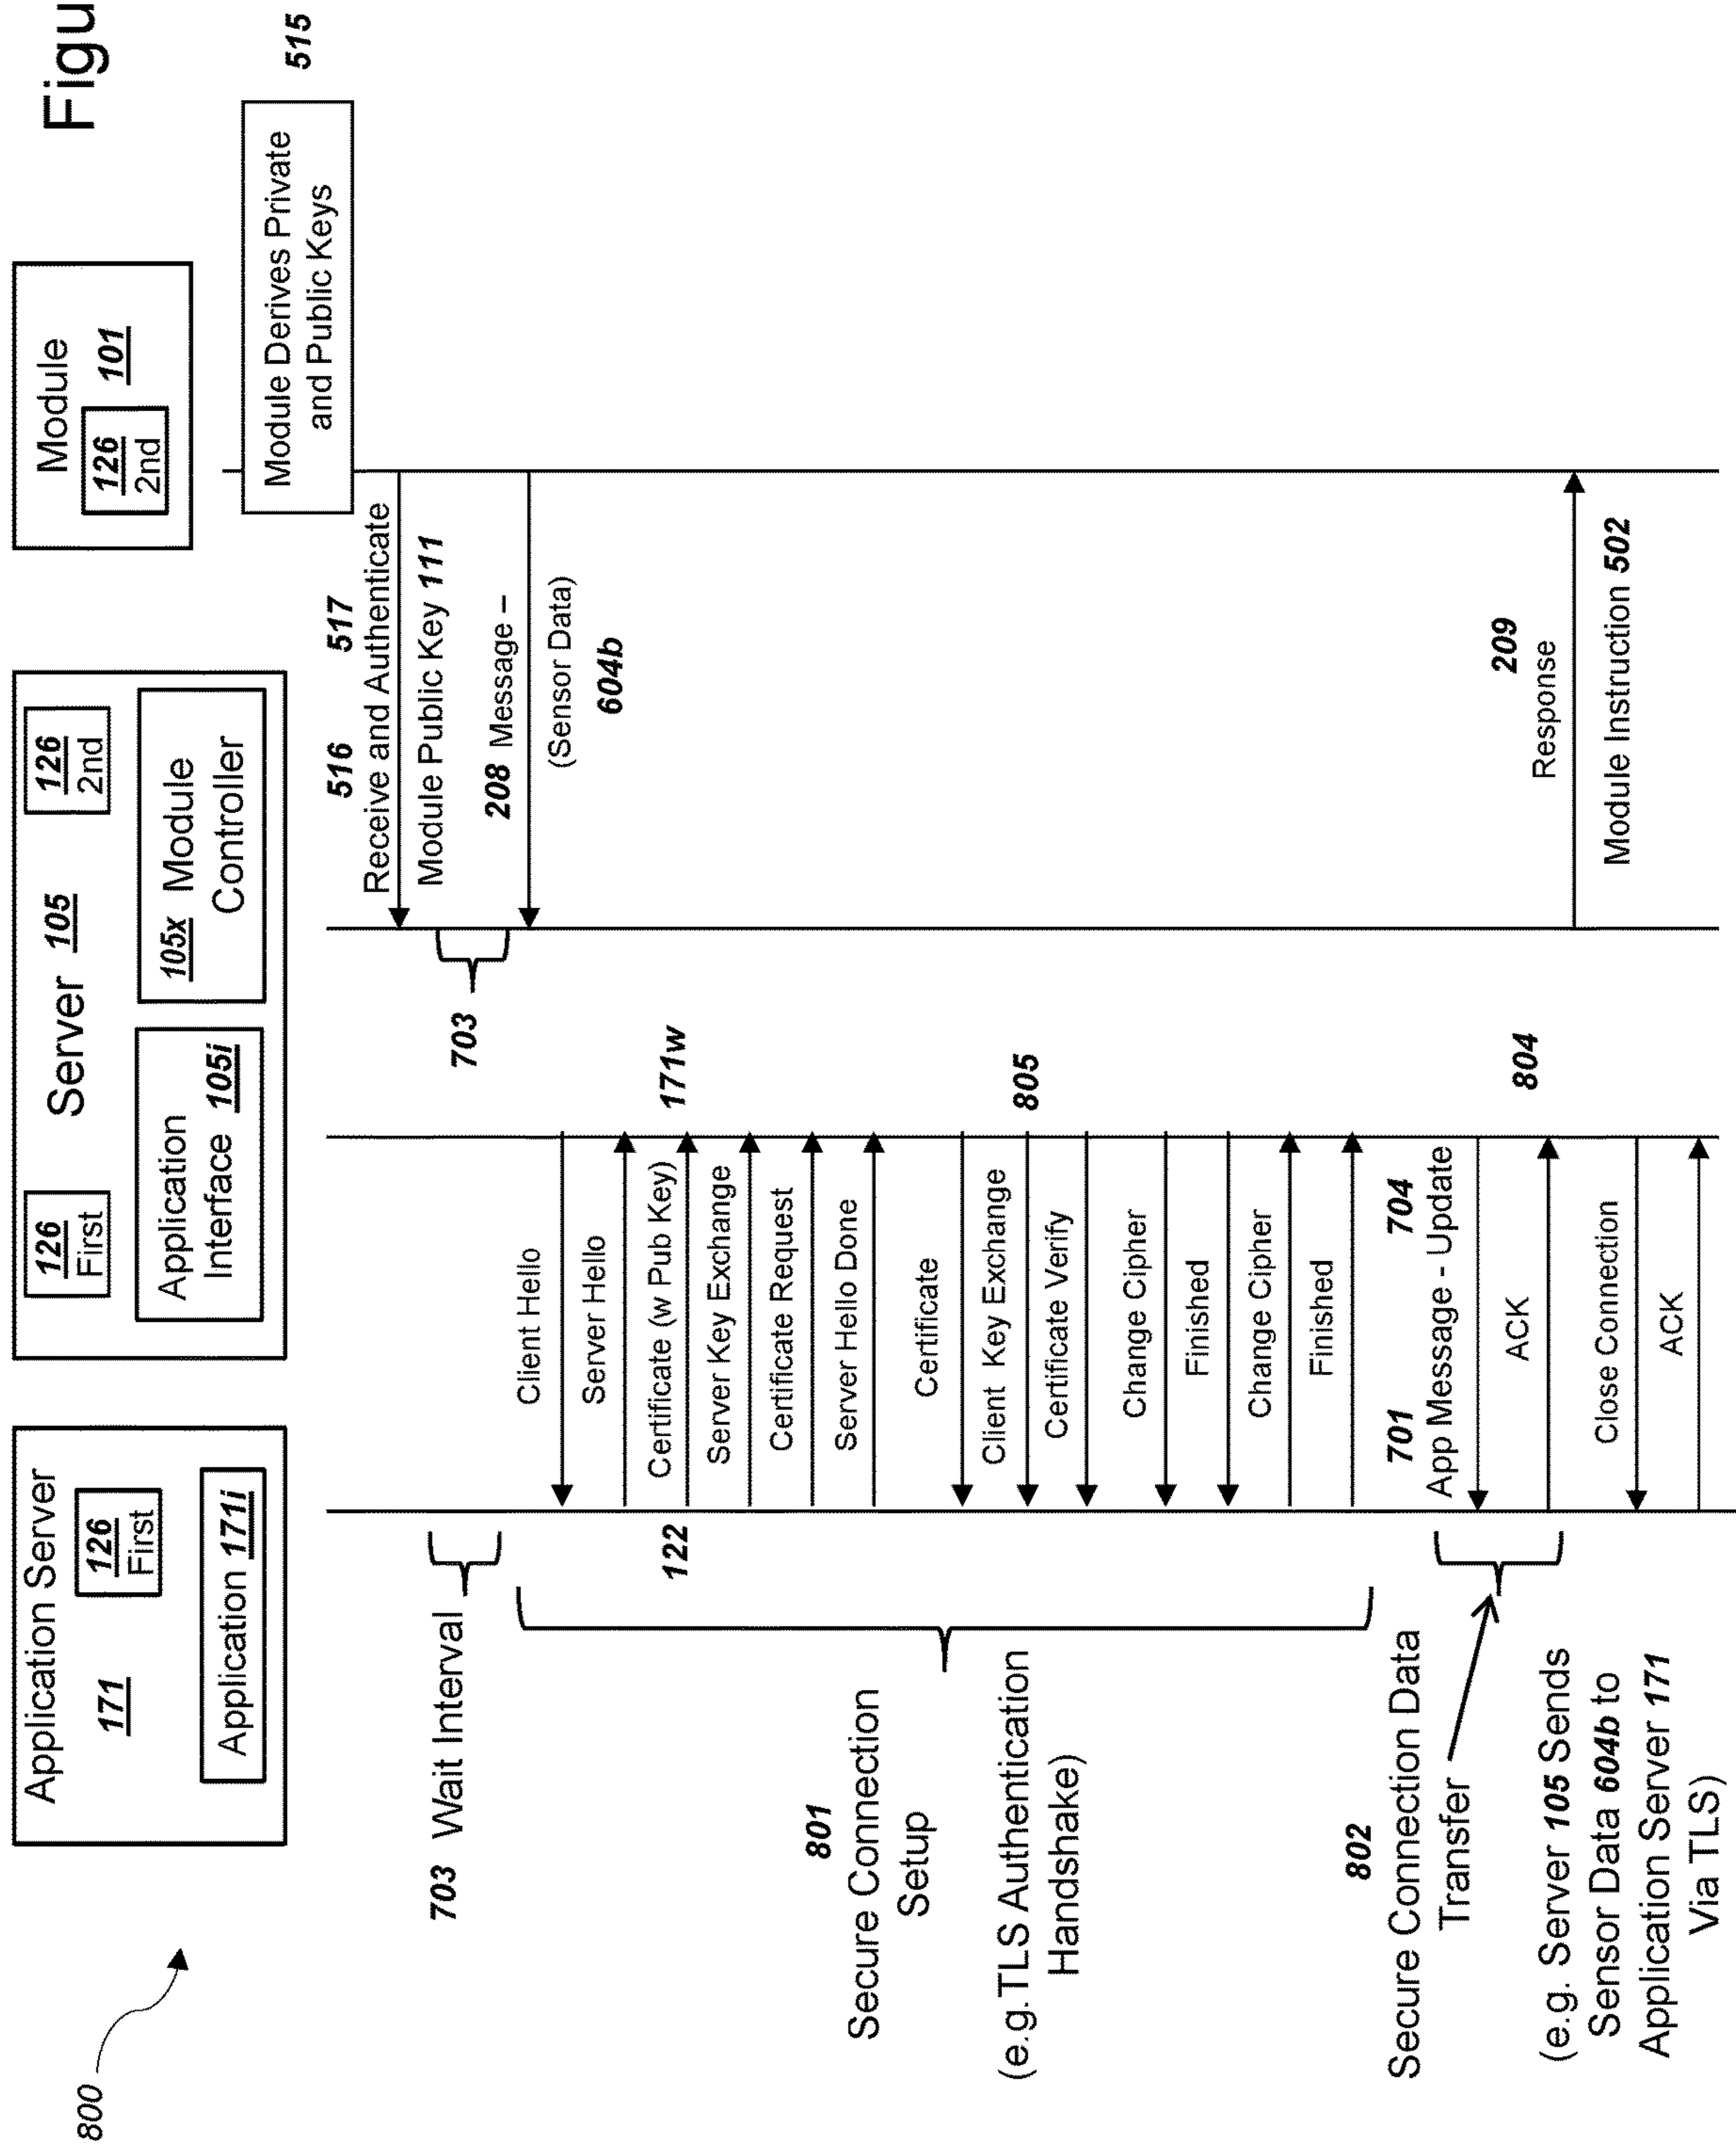 800
Figu
Application Server
171
126
First
Application 171i
126
First
Server 105
126
2nd
Application
Interface 105i
105x Module
Controller
Module
126
2nd
101
Module Derives Private
and Public Keys
515
516 517
Receive and Authenticate
Module Public Key 111
703 Wait Interval
703
208 Message –
(Sensor Data)
604b
Client Hello
Server Hello
122
Certificate (w Pub Key)
171w
Server Key Exchange
Certificate Request
Server Hello Done
801
Secure Connection
Setup
(e.g.TLS Authentication
Handshake)
Certificate
Client Key Exchange
805
Certificate Verify
Change Cipher
Finished
Change Cipher
Finished
802
Secure Connection Data
Transfer
(e.g. Server 105 Sends
Sensor Data 604b to
Application Server 171
Via TLS)
701 704
App Message - Update
ACK
804
Close Connection
ACK
209
Response
Module Instruction 502